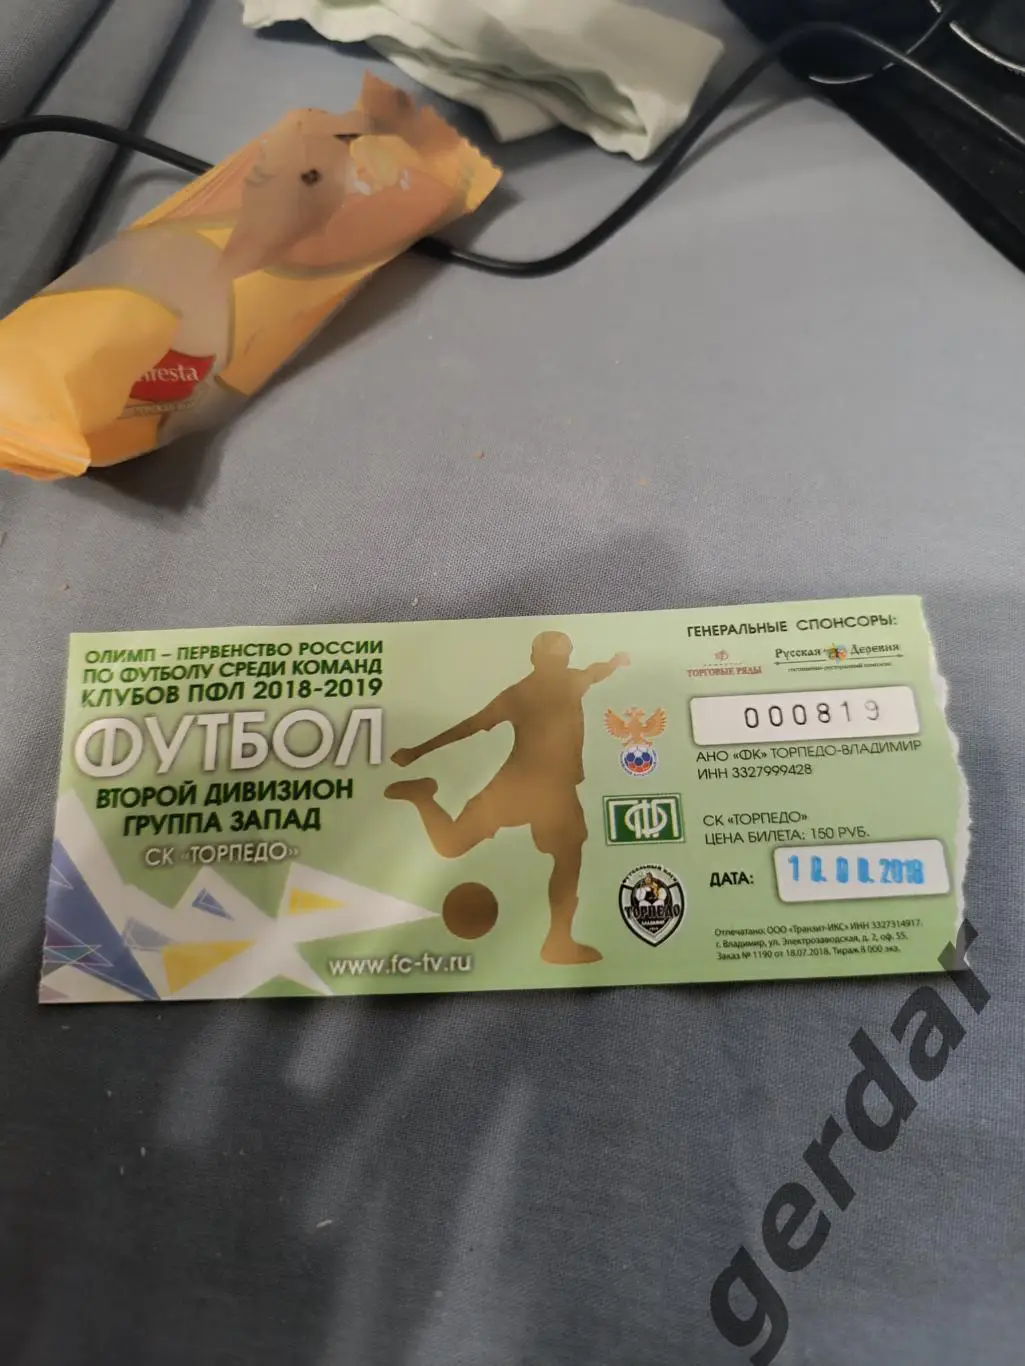 ОЛИМП – ПЕРВЕНСТВО РОССИИ
ПО ФУТБОЛУ СРЕДИ КОМАНД
КЛУБОВ ПФЛ 2018-2019
ФУТБОЛ
ВТОРОЙ ДИВИЗИОН
ГРУППА ЗАПАД
СК «ТОРПЕДО»
www.fc-tv.ru
ГЕНЕРАЛЬНЫЕ СПОНСОРЫ:
ТОРГОВЫЕ РЯДЫ
Русская Деревня
000819
АНО «ФК» ТОРПЕДО-ВЛАДИМИР
ИНН 3327999428
ПФЛ
СК «ТОРПЕДО»
ЦЕНА БИЛЕТА: 150 РУБ.
ДАТА:
2018
ТОРПЕДО
Отпечатано: ООО «Транзит-ИКС» ИНН 3327314917.
г. Владимир, ул. Электрозаводская, д. 2, оф. 55.
Заказ № 1190 от 18.07.2018. Тираж 8 000 экз.
gerdar